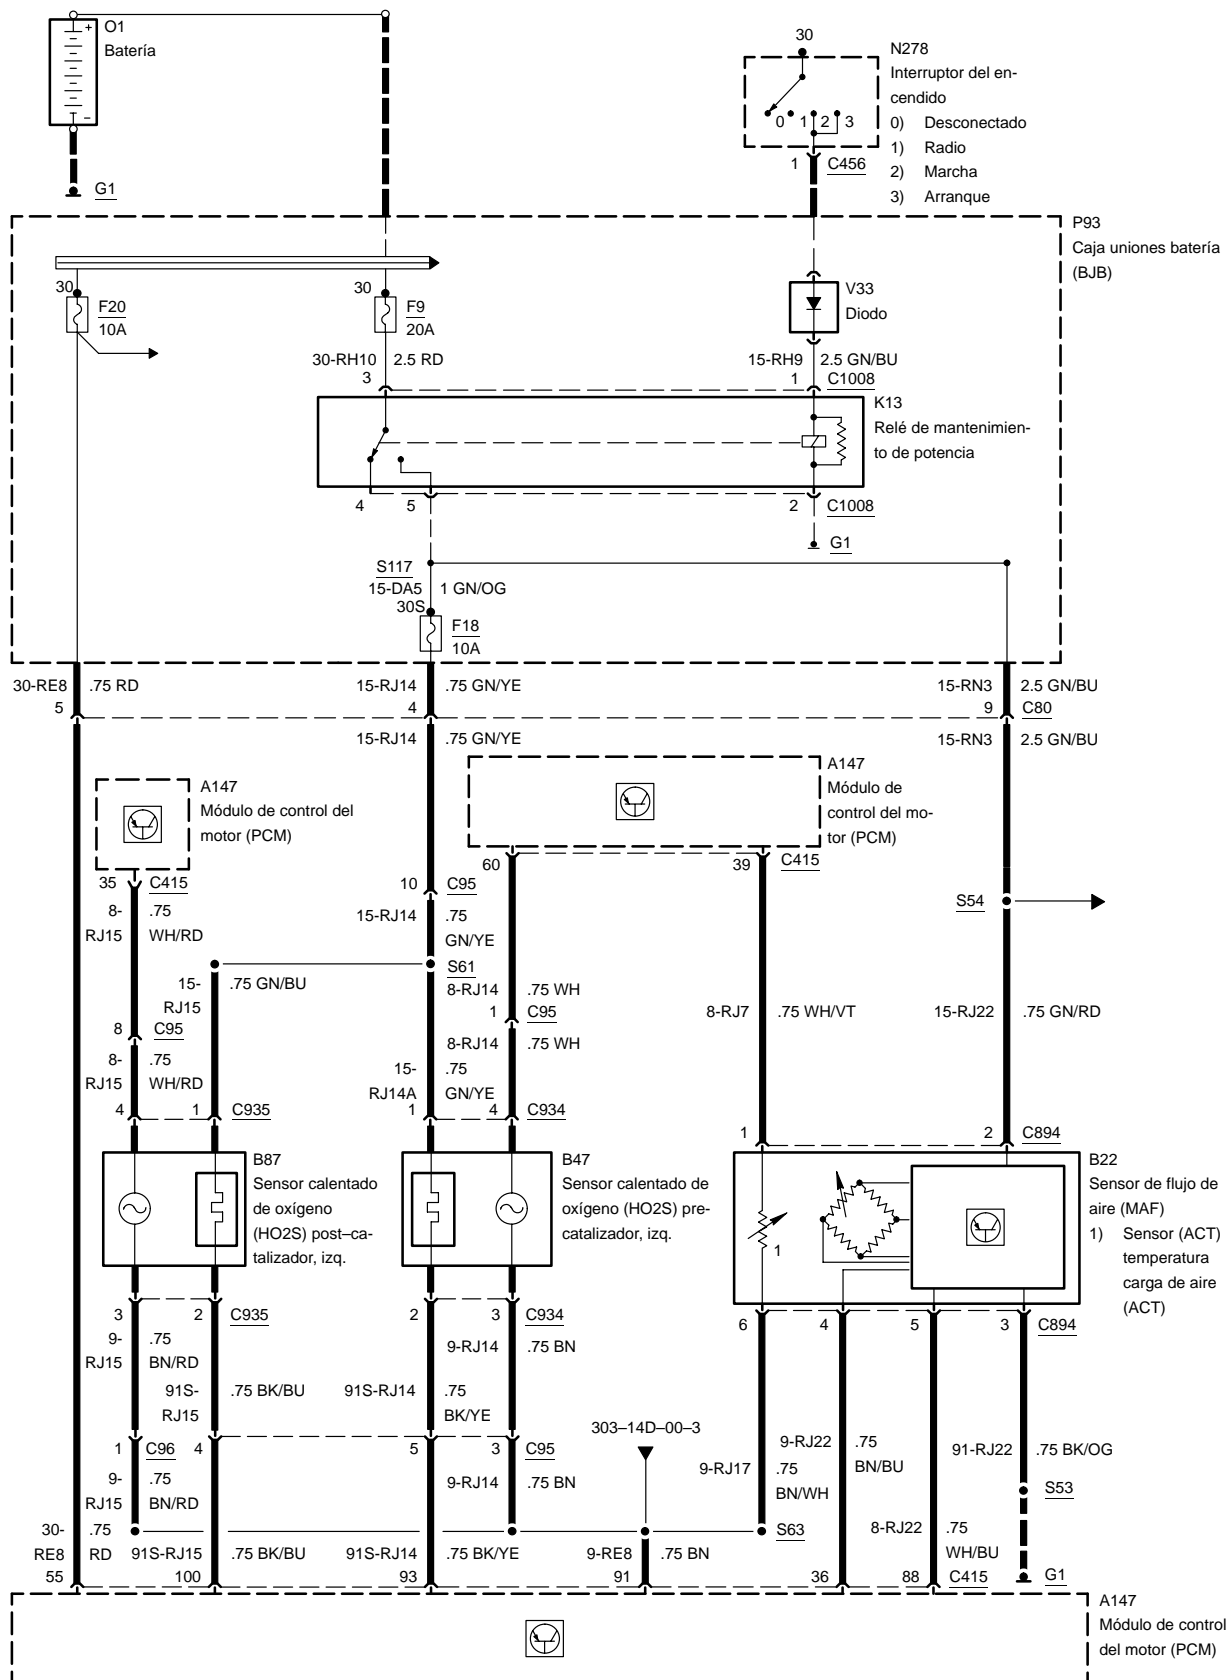 + O1
Batería
−
G1
30
N278
Interruptor del en-
cendido
0) Desconectado
1) Radio
2) Marcha
3) Arranque
0 1 2 3
1 C456
P93
Caja uniones batería
(BJB)
30 F20
10A
30 F9
20A
V33
Diodo
30-RH10 2.5 RD
3
15-RH9 2.5 GN/BU
1 C1008
K13
Relé de mantenimien-
to de potencia
4 5 2 C1008
G1
S117
15-DA5 1 GN/OG
30S
F18
10A
30-RE8 .75 RD 15-RJ14 .75 GN/YE 15-RN3 2.5 GN/BU
5 4 9 C80
15-RJ14 .75 GN/YE 15-RN3 2.5 GN/BU
A147
Módulo de control del
motor (PCM)
A147
Módulo de
control del mo-
tor (PCM)
35 C415
60 39 C415
10 C95
8-
RJ15
.75
WH/RD
15-RJ14 .75
GN/YE
S54
S61
15-
RJ15
.75 GN/BU
8-RJ14 .75 WH
1 C95
8-RJ14 .75 WH
8-RJ7 .75 WH/VT
15-RJ22 .75 GN/RD
8 C95
8-
RJ15
.75
WH/RD
15-
RJ14A
.75
GN/YE
4 1 C935
1 4 C934
1 2 C894
B87
Sensor calentado
de oxígeno
(HO2S) post–ca-
talizador, izq.
B47
Sensor calentado de
oxígeno (HO2S) pre-
catalizador, izq.
B22
Sensor de flujo de
aire (MAF)
1) Sensor (ACT)
temperatura
carga de aire
(ACT)
1
3 2 C935
2 3 C934
6 4 5 3 C894
9-
RJ15
.75
BN/RD
9-RJ14 .75 BN
91S-
RJ15
.75 BK/BU
91S-RJ14 .75
BK/YE
303–14D–00–3
1 C96 4 5 3 C95
9-RJ17 .75
BN/WH
9-RJ22 .75
BN/BU
91-RJ22 .75 BK/OG
9-
RJ15
.75
BN/RD
9-RJ14 .75 BN
S53
S63
30-
RE8
.75
RD
91S-RJ15 .75 BK/BU
91S-RJ14 .75 BK/YE
9-RE8 .75 BN
8-RJ22 .75
WH/BU
55 100 93 91 36 88 C415 G1
A147
Módulo de control
del motor (PCM)